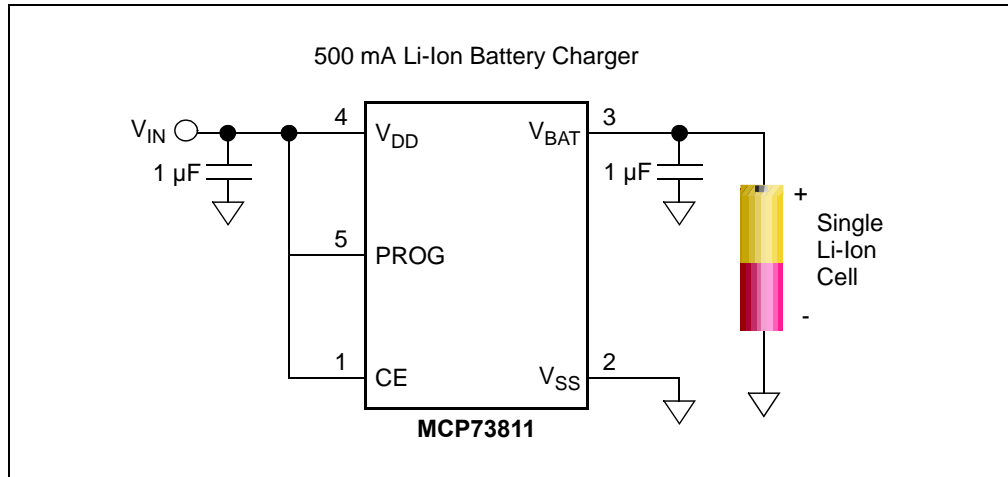 500 mA Li-Ion Battery Charger
VIN
4
VDD
VBAT
3
1 µF
1 µF
+
Single
Li-Ion
Cell
-
5
PROG
1
CE
VSS
2
MCP73811